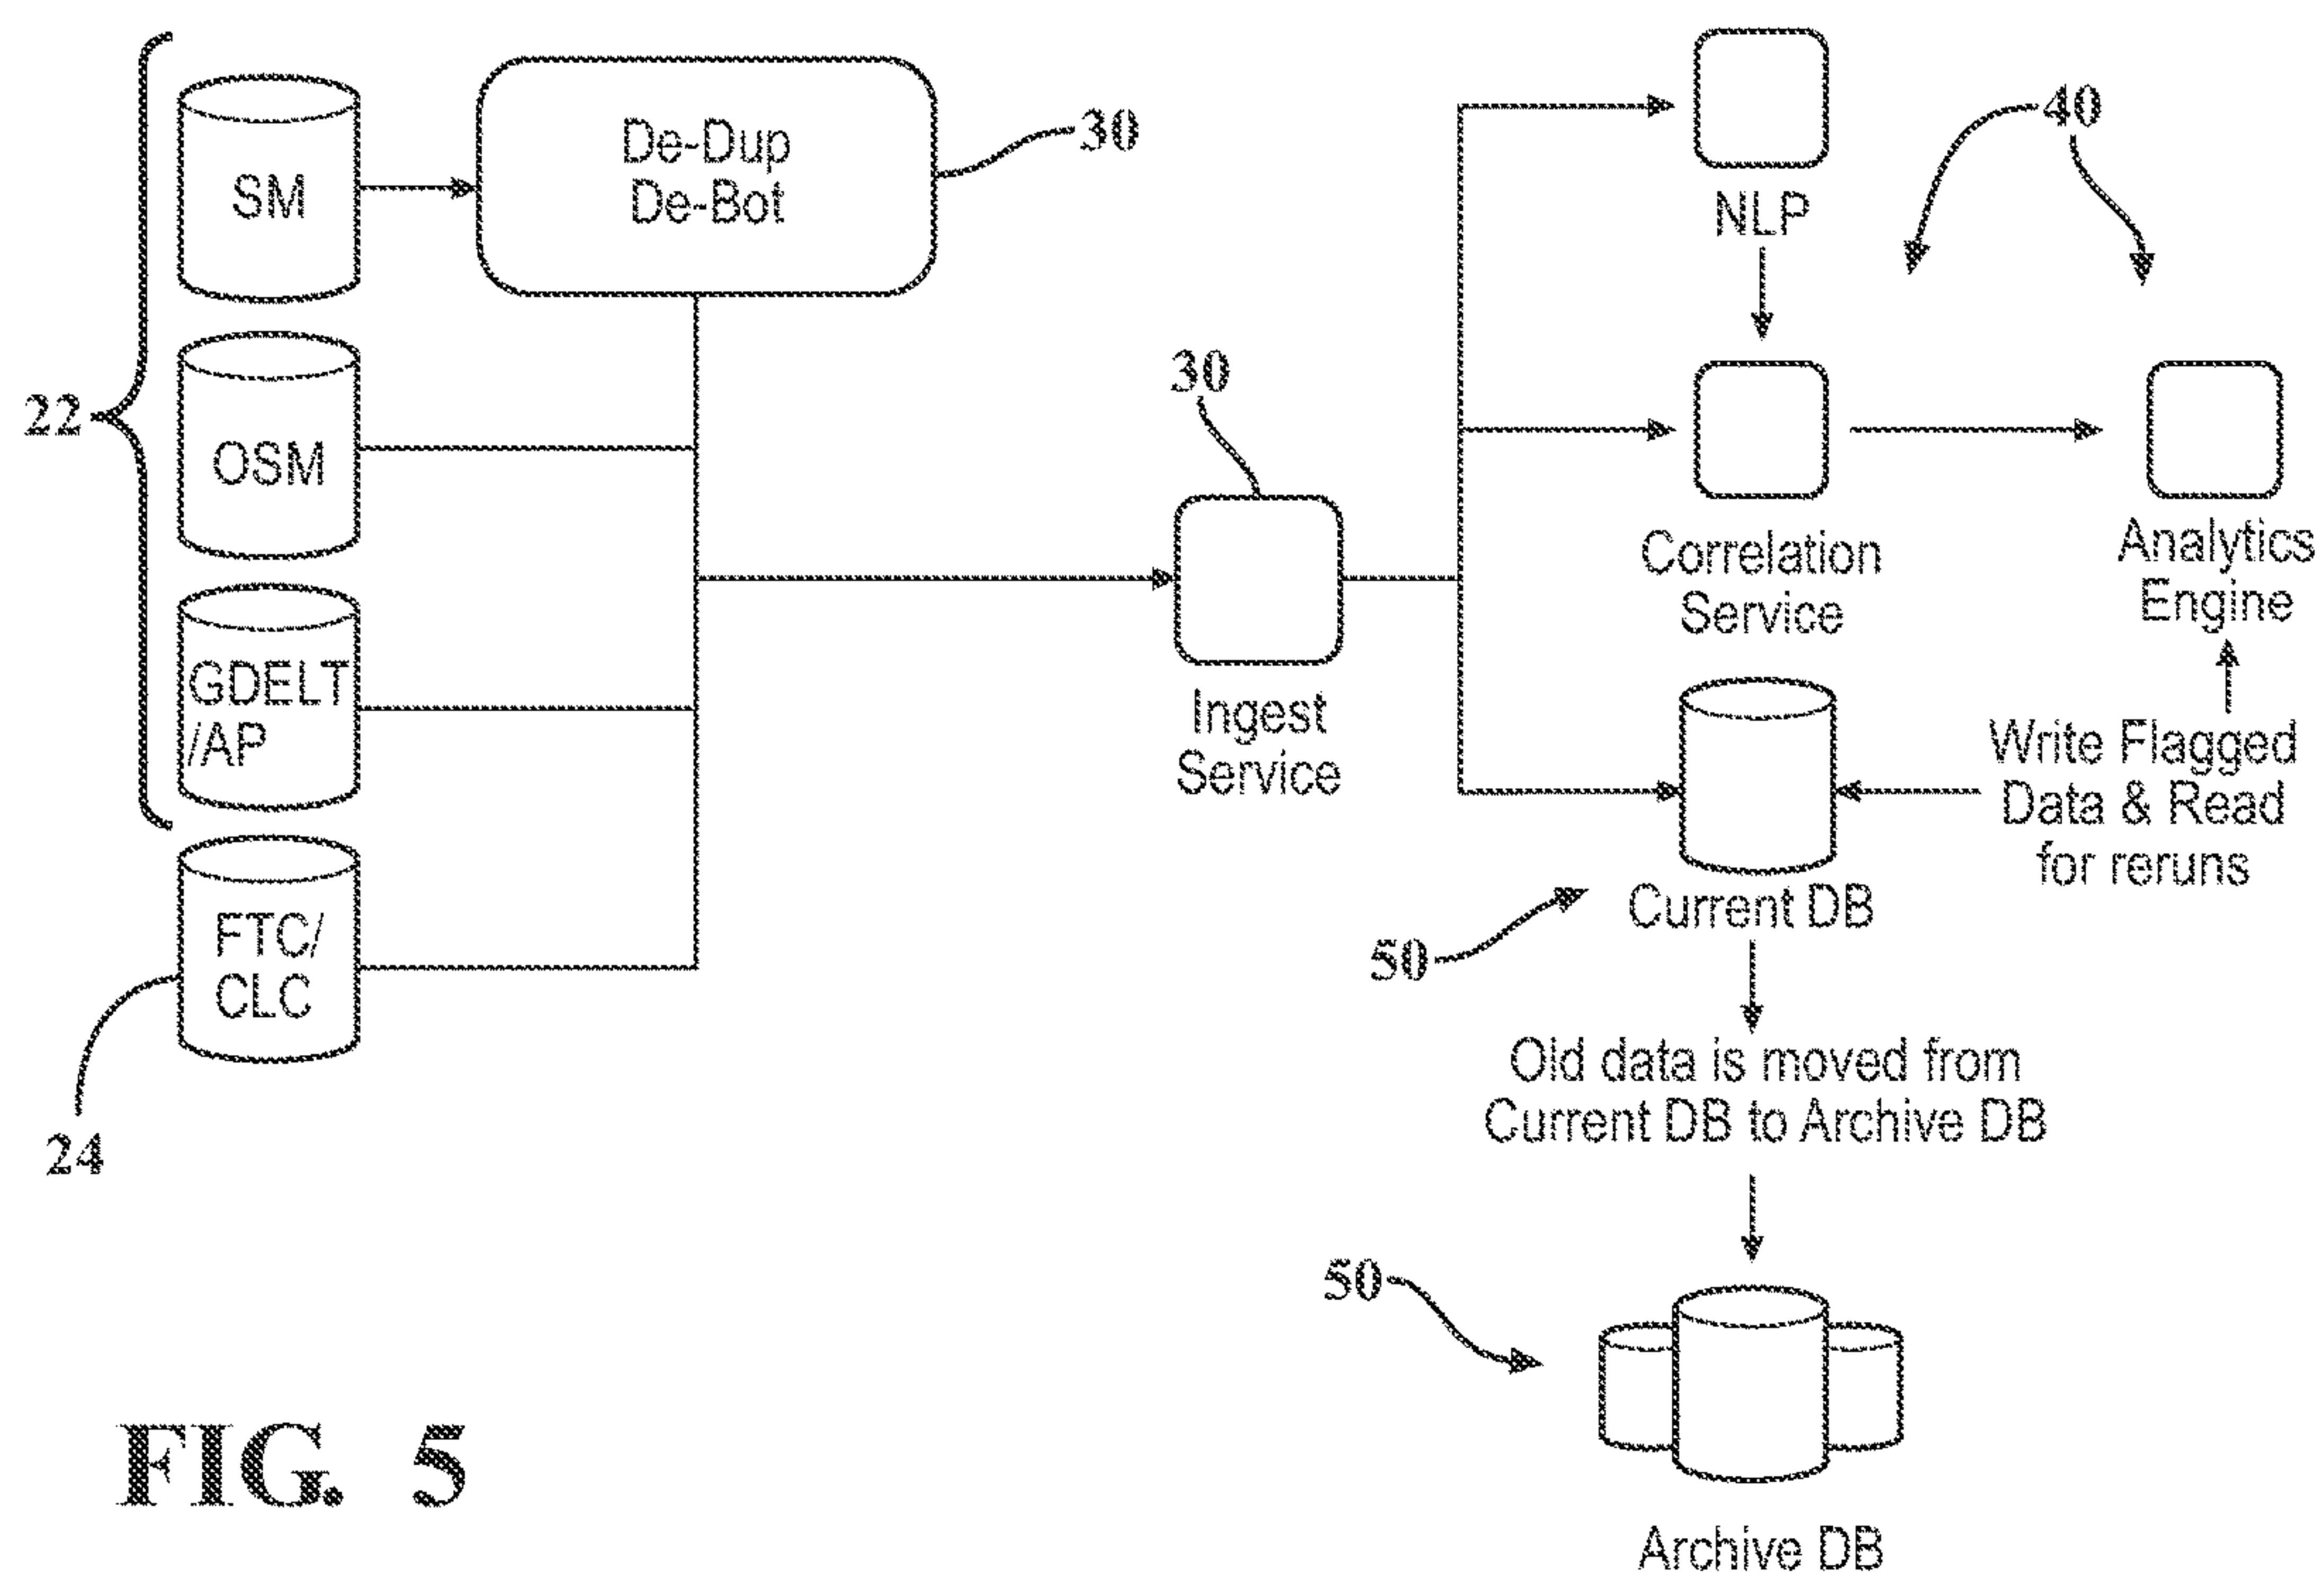 SM
De-Dup
De-Bot
30
22
OSM
GDELT
/AP
FTC/
CLC
24
30
Ingest
Service
NLP
40
Correlation
Service
Analytics
Engine
Write Flagged
Data & Read
for reruns
Current DB
50
Old data is moved from
Current DB to Archive DB
50
Archive DB
FIG. 5